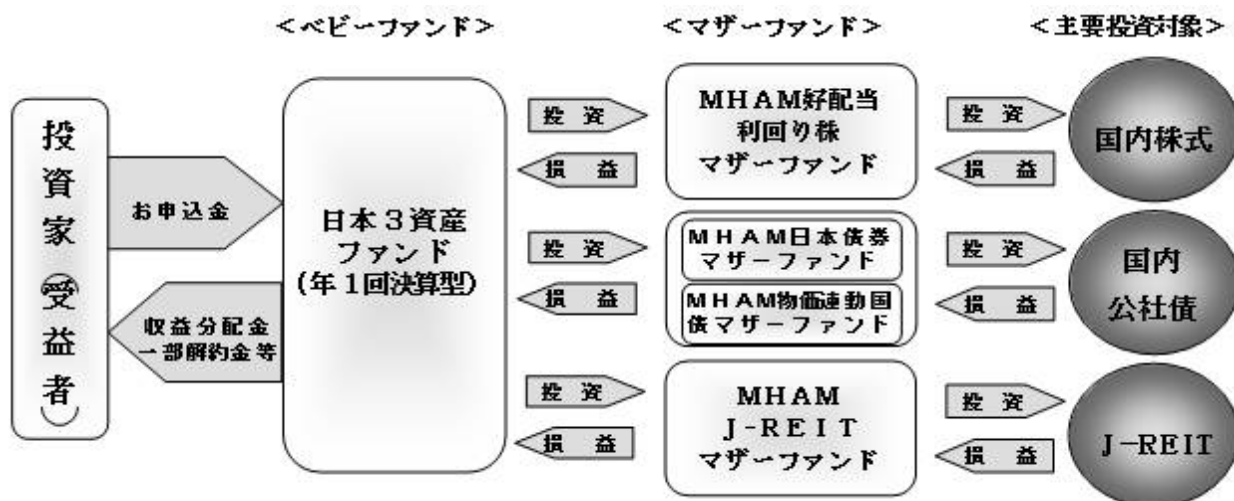 ＜ベビーファンド＞
＜マザーファンド＞
＜主要投資対象＞
投資家（受益者）
お申込金
収益分配金
一部解約金等
日本３資産
ファンド
(年１回決算型)
投資
損益
投資
損益
投資
損益
ＭＨＡＭ好配当
利回り株
マザーファンド
ＭＨＡＭ日本債券
マザーファンド
ＭＨＡＭ物価連動国
債マザーファンド
ＭＨＡＭ
Ｊ-ＲＥＩＴ
マザーファンド
投資
損益
投資
損益
投資
損益
国内株式
国内
公社債
Ｊ－REIT